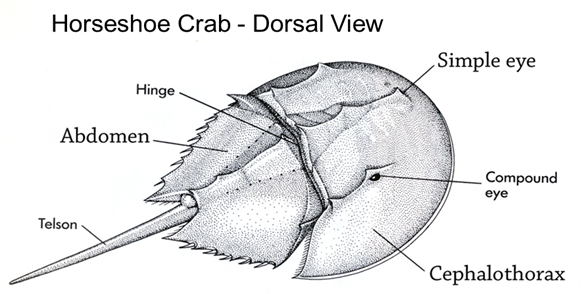 Horseshoe Crab - Dorsal View
Simple eye
Hinge
Abdomen
Compound
eye
Telson
Cephalothorax